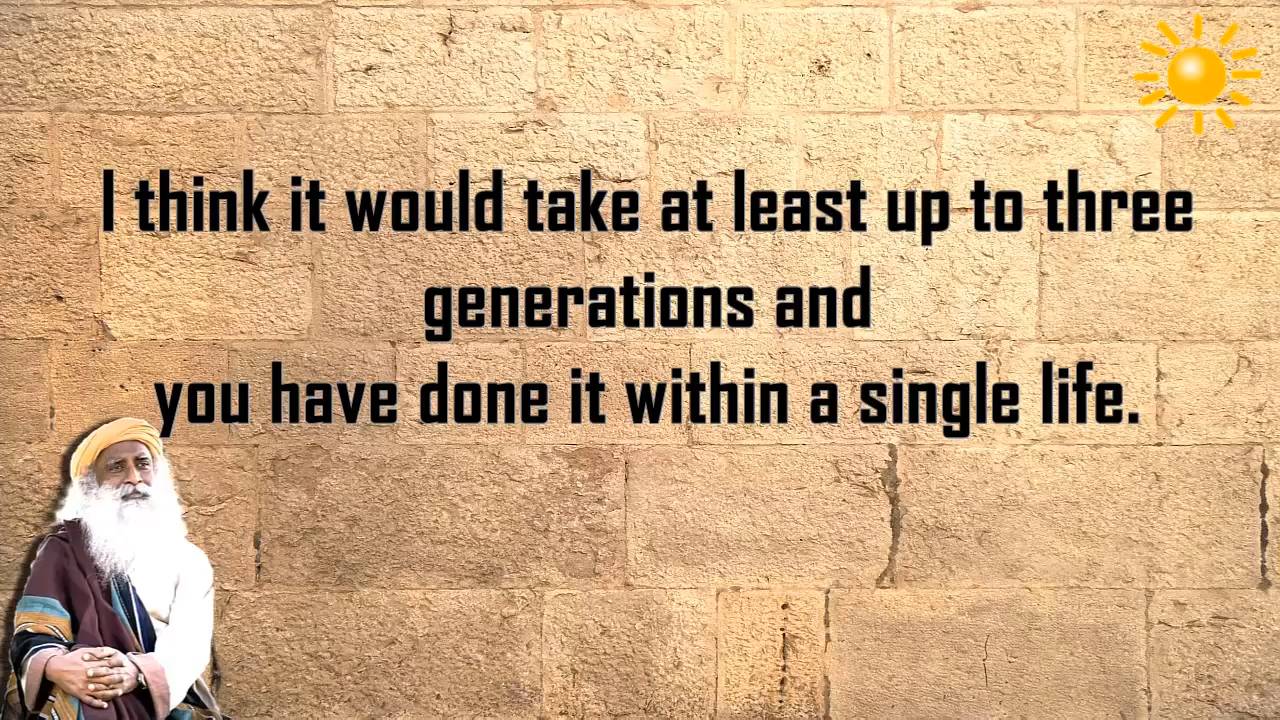 I think it would take at least up to three
generations and
you have done it within a single life.